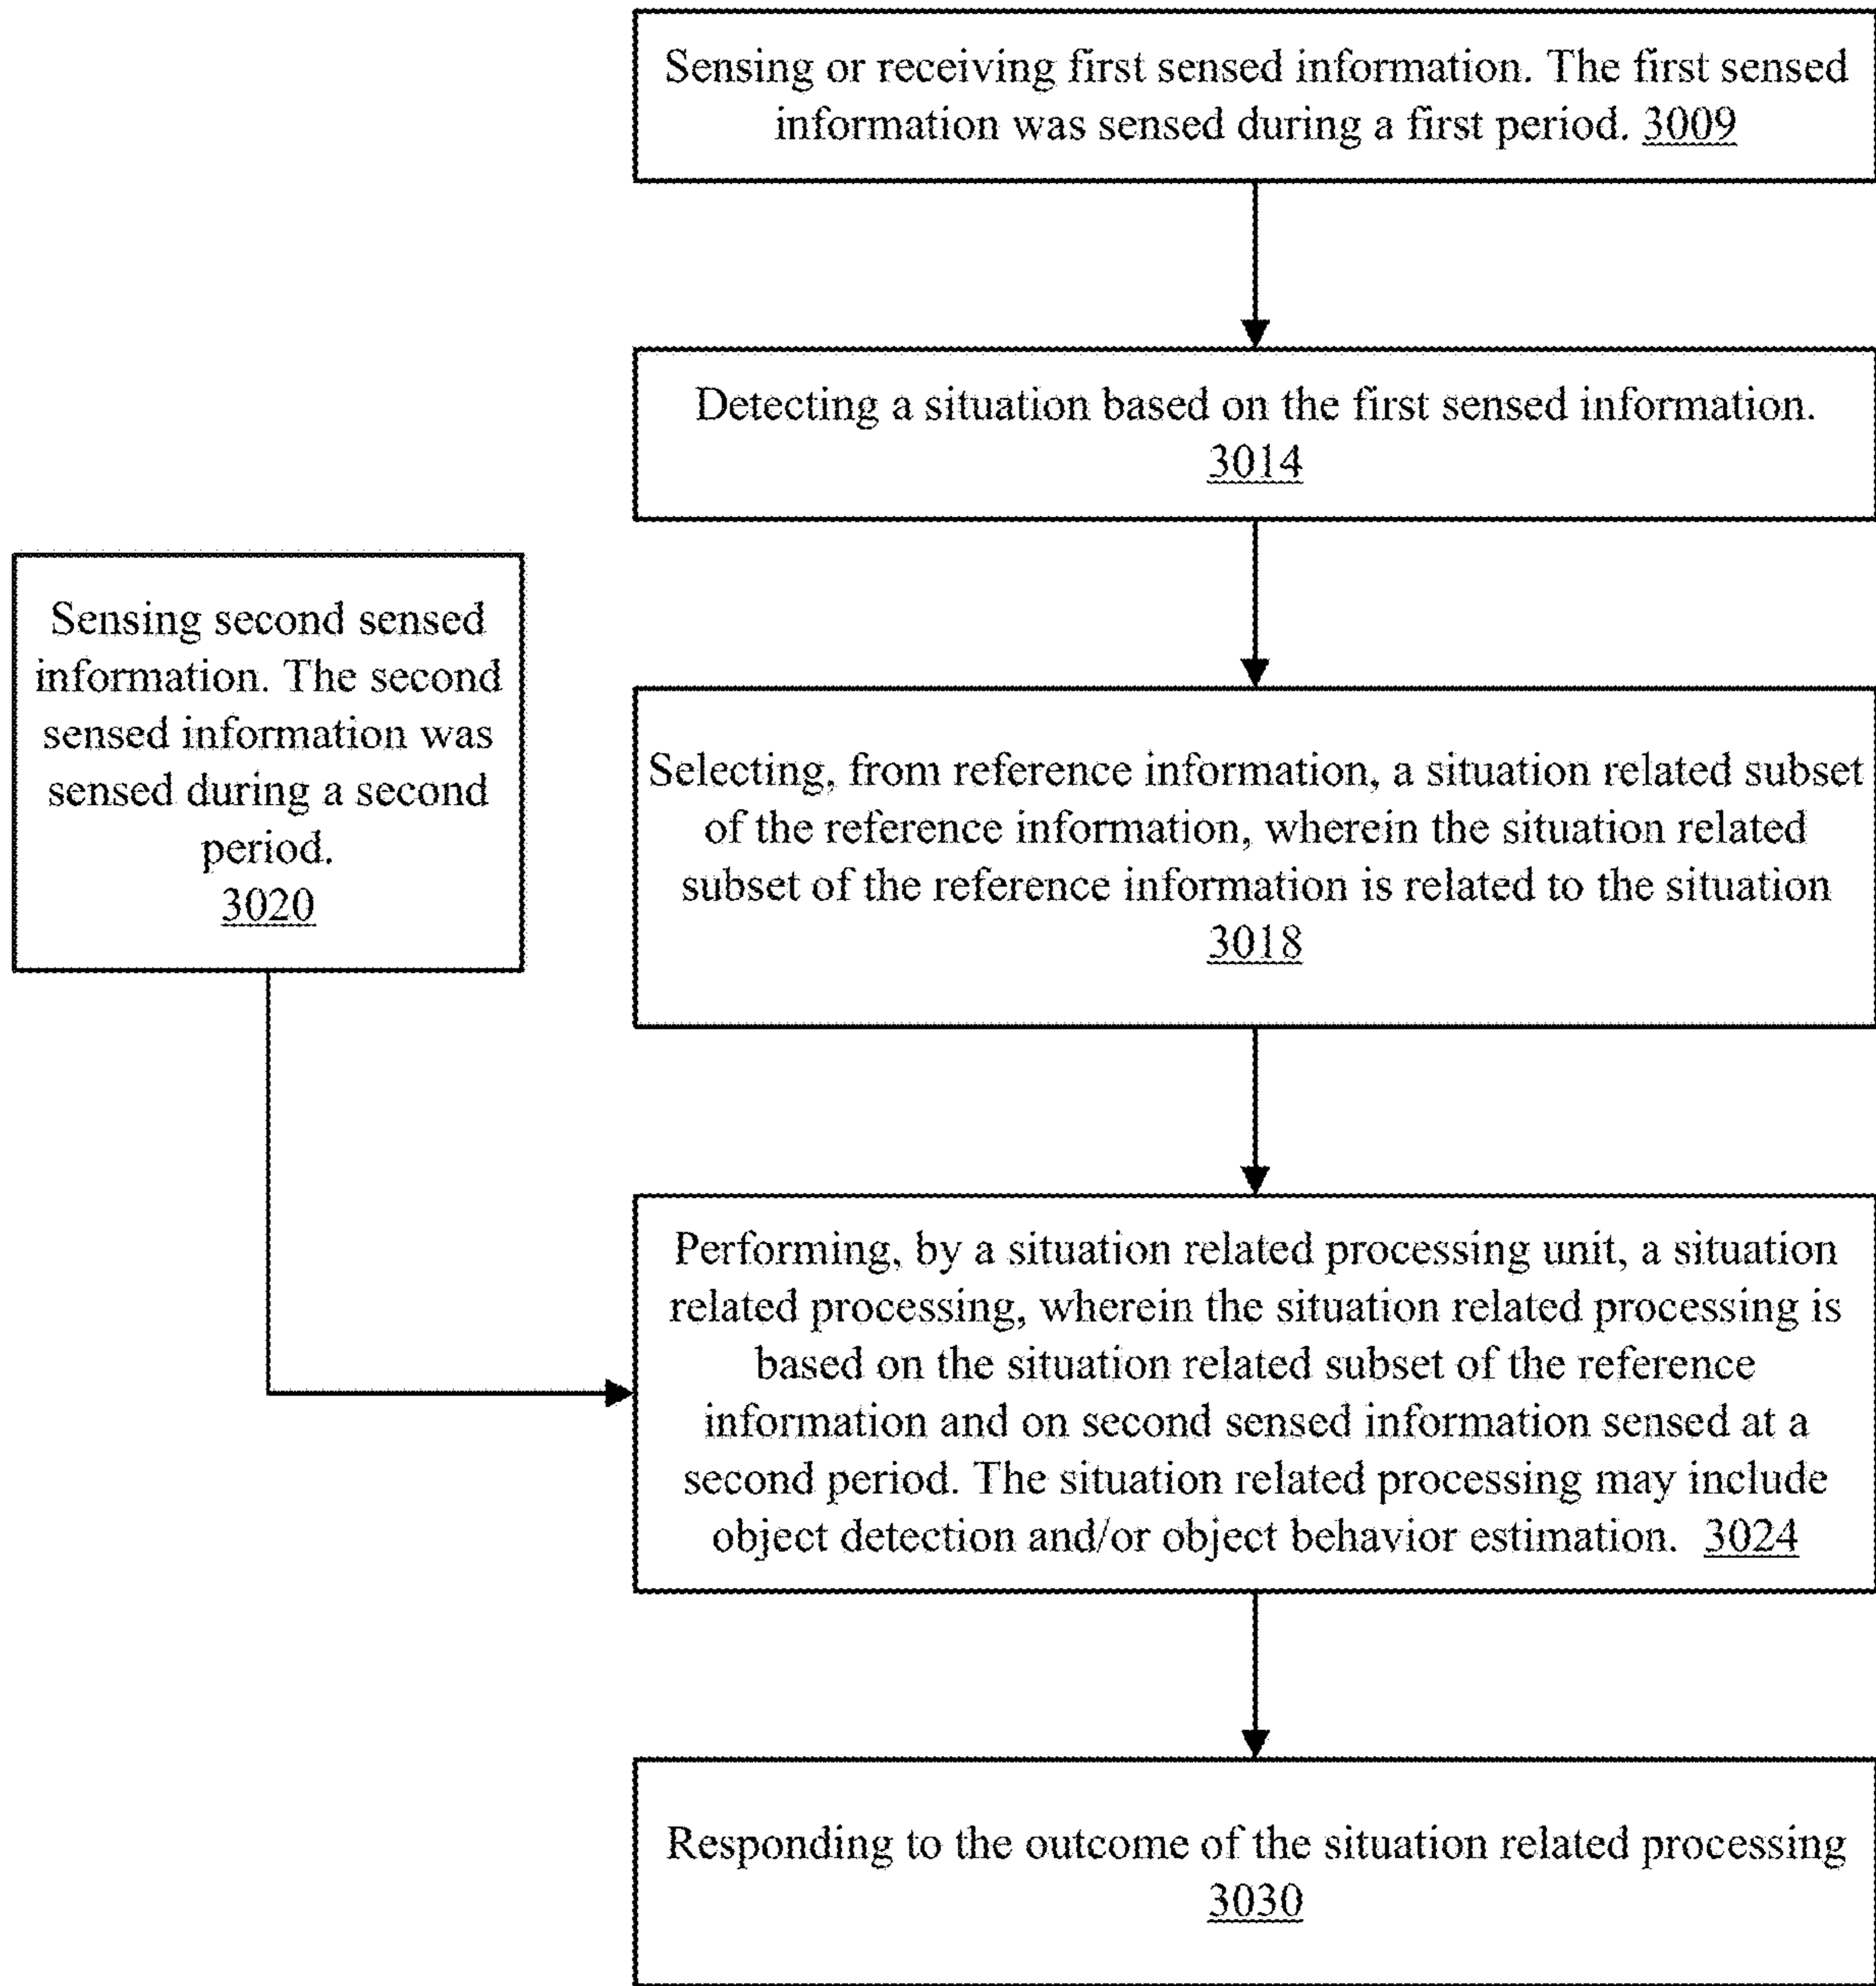 Sensing or receiving first sensed information. The first sensed
information was sensed during a first period. 3009
Detecting a situation based on the first sensed information.
3014
Sensing second sensed
information. The second
sensed information was
sensed during a second
period.
3020
Selecting, from reference information, a situation related subset
of the reference information, wherein the situation related
subset of the reference information is related to the situation
3018
Performing, by a situation related processing unit, a situation
related processing, wherein the situation related processing is
based on the situation related subset of the reference
information and on second sensed information sensed at a
second period. The situation related processing may include
object detection and/or object behavior estimation. 3024
Responding to the outcome of the situation related processing
3030